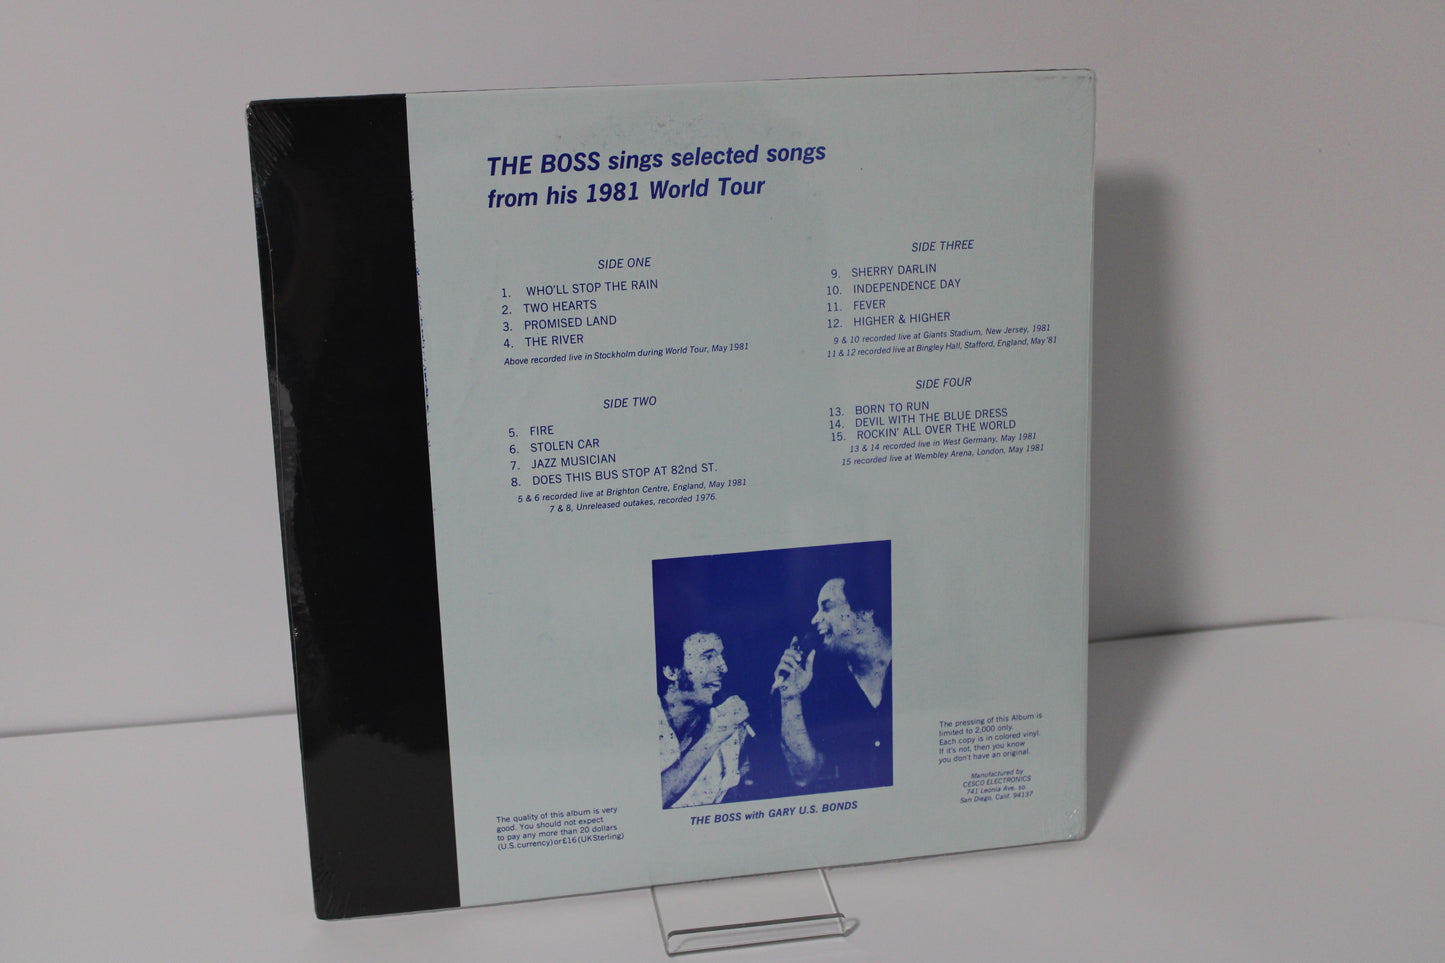 THE BOSS sings selected songs
from his 1981 World Tour
SIDE ONE
1. WHO'LL STOP THE RAIN
2. TWO HEARTS
3. PROMISED LAND
4. THE RIVER
Above recorded live in Stockholm during World Tour, May 1981
SIDE TWO
5. FIRE
6. STOLEN CAR
7. JAZZ MUSICIAN
8. DOES THIS BUS STOP AT 82nd ST.
5 & 6 recorded live at Brighton Centre, England, May 1981
7 & 8, Unreleased outakes, recorded 1976.
SIDE THREE
9. SHERRY DARLIN
10. INDEPENDENCE DAY
11. FEVER
12. HIGHER & HIGHER
9 & 10 recorded live at Giants Stadium, New Jersey, 1981
11 & 12 recorded live at Bingley Hall, Stafford, England, May '81
SIDE FOUR
13. BORN TO RUN
14. DEVIL WITH THE BLUE DRESS
15. ROCKIN' ALL OVER THE WORLD
13 & 14 recorded live in West Germany, May 1981
15 recorded live at Wembley Arena, London, May 1981
THE BOSS with GARY U.S. BONDS
The quality of this album is very
good. You should not expect
to pay any more than 20 dollars
(U.S. currency) or £16 (UK Sterling)
The pressing of this Album is
limited to 2,000 only.
Each copy is in colored vinyl.
If it's not, then you know
you don't have an original.
Manufactured by
CESCO ELECTRONICS
741 Leonia Ave. so.
San Diego, Calif. 94137